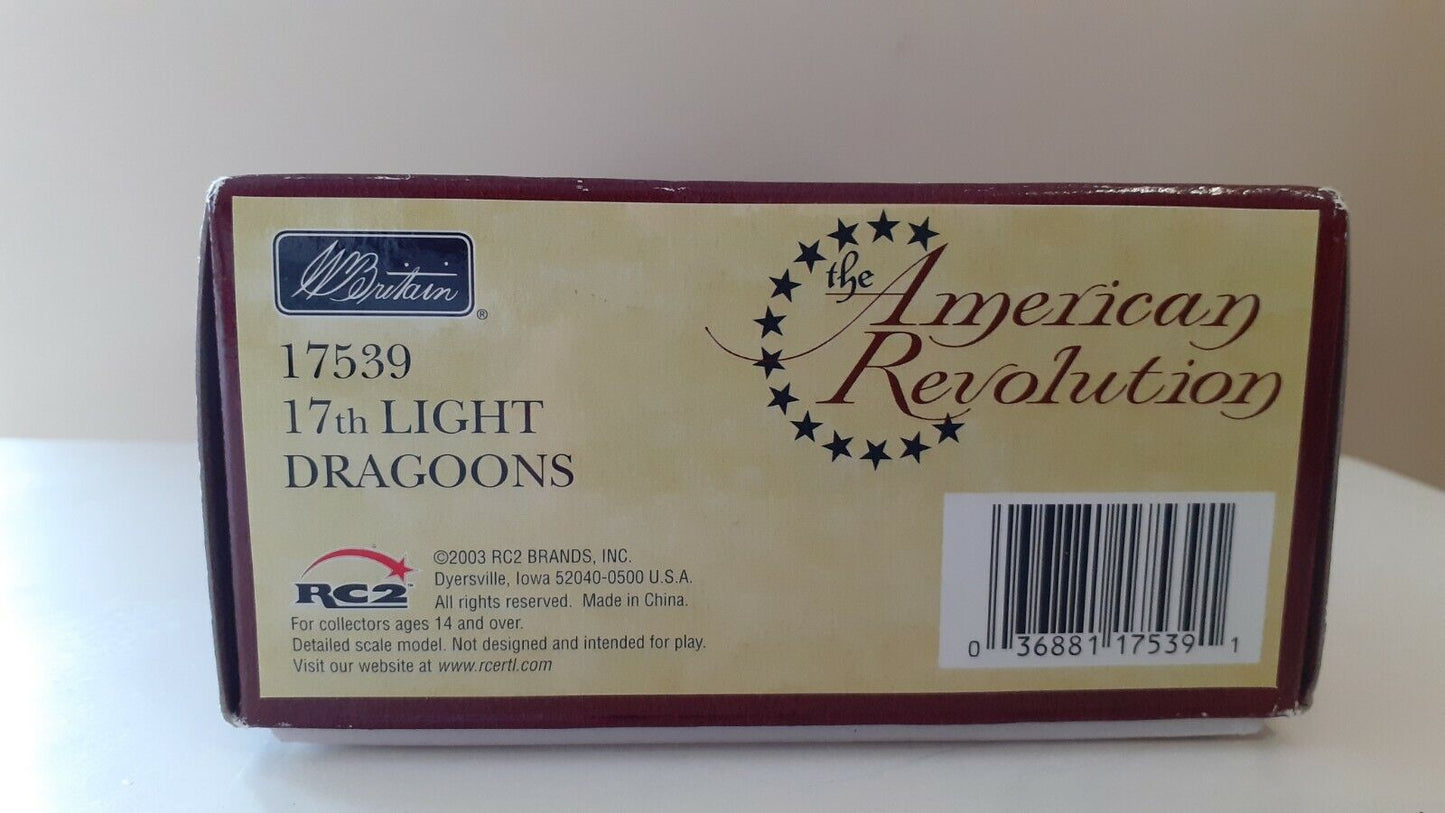 WBritain®
17539
17th LIGHT
DRAGOONS
the American
Revolution
RC2™
©2003 RC2 BRANDS, INC.
Dyersville, Iowa 52040-0500 U.S.A.
All rights reserved. Made in China.
For collectors ages 14 and over.
Detailed scale model. Not designed and intended for play.
Visit our website at www.rcertl.com
0 36881 17539 1